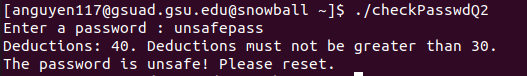 [anguyen117@gsuad.gsu.edu@snowball ~]$ ./checkPasswdQ2
Enter a password : unsafepass
Deductions: 40. Deductions must not be greater than 30.
The password is unsafe! Please reset.